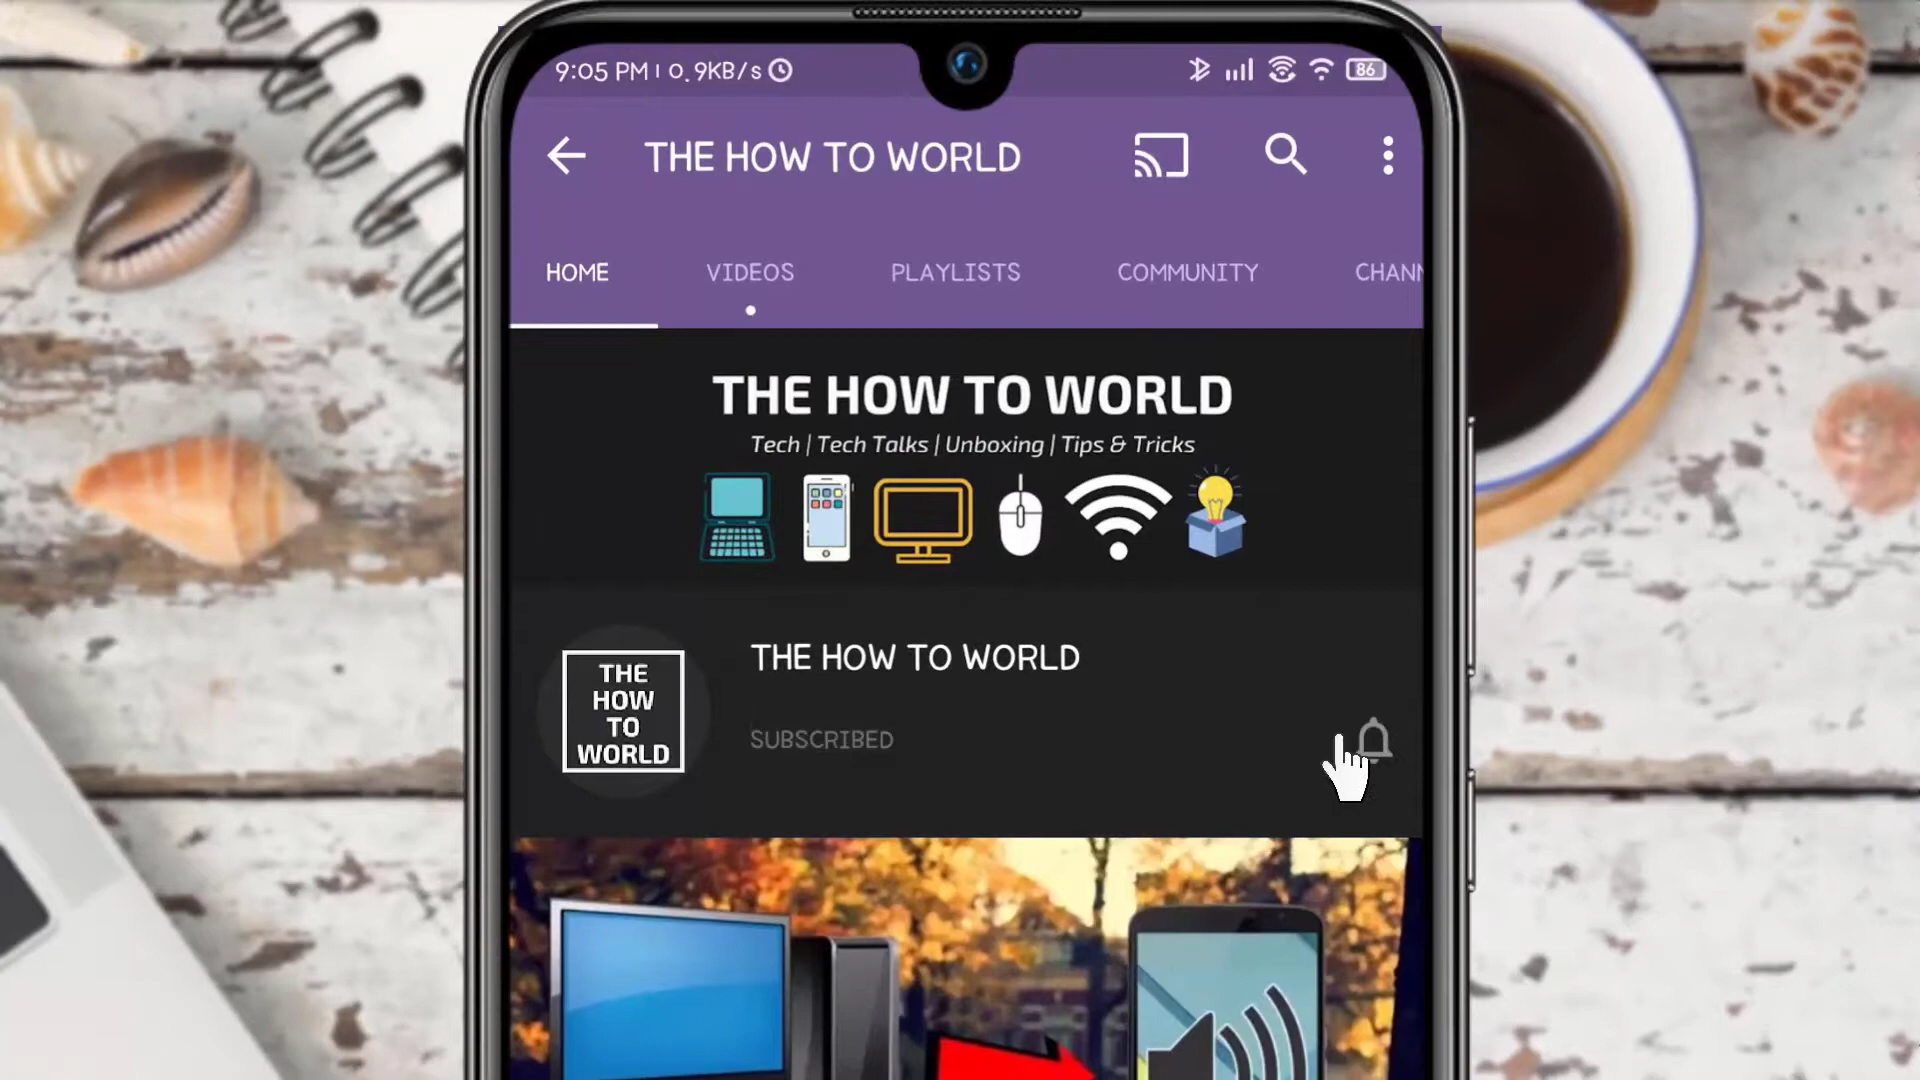 9:05 PM | 0.9KB/s
86
THE HOW TO WORLD
HOME
VIDEOS
PLAYLISTS
COMMUNITY
CHANN
THE HOW TO WORLD
Tech | Tech Talks | Unboxing | Tips & Tricks
THE
HOW
TO
WORLD
THE HOW TO WORLD
SUBSCRIBED